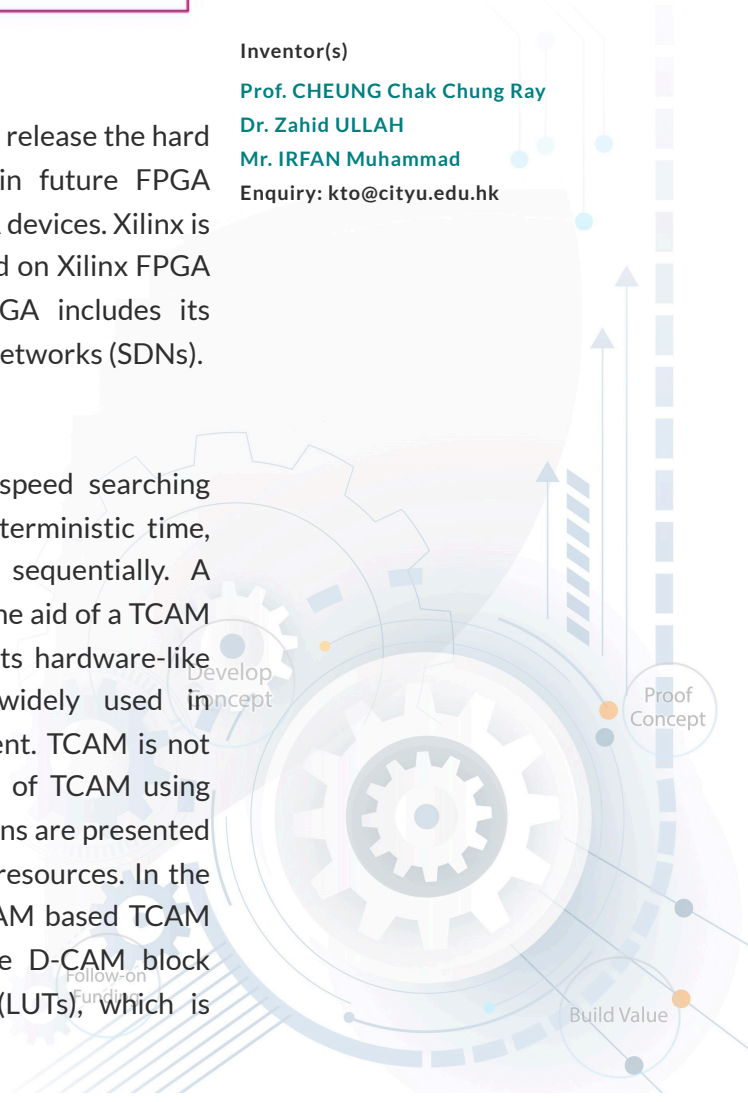 Inventor(s)
Prof. CHEUNG Chak Chung Ray
Dr. Zahid ULLAH
Mr. IRFAN Muhammad
Enquiry: kto@cityu.edu.hk
release the hard
in future FPGA
devices. Xilinx is
on Xilinx FPGA
includes its
etworks (SDNs).
speed searching
terministic time,
sequentially. A
aid of a TCAM
ts hardware-like
widely used in
ent. TCAM is not
of TCAM using
ns are presented
resources. In the
AM based TCAM
D-CAM block
(LUTs), which is
Develop
Concept
Proof
Concept
Follow-on
Funding
Build Value